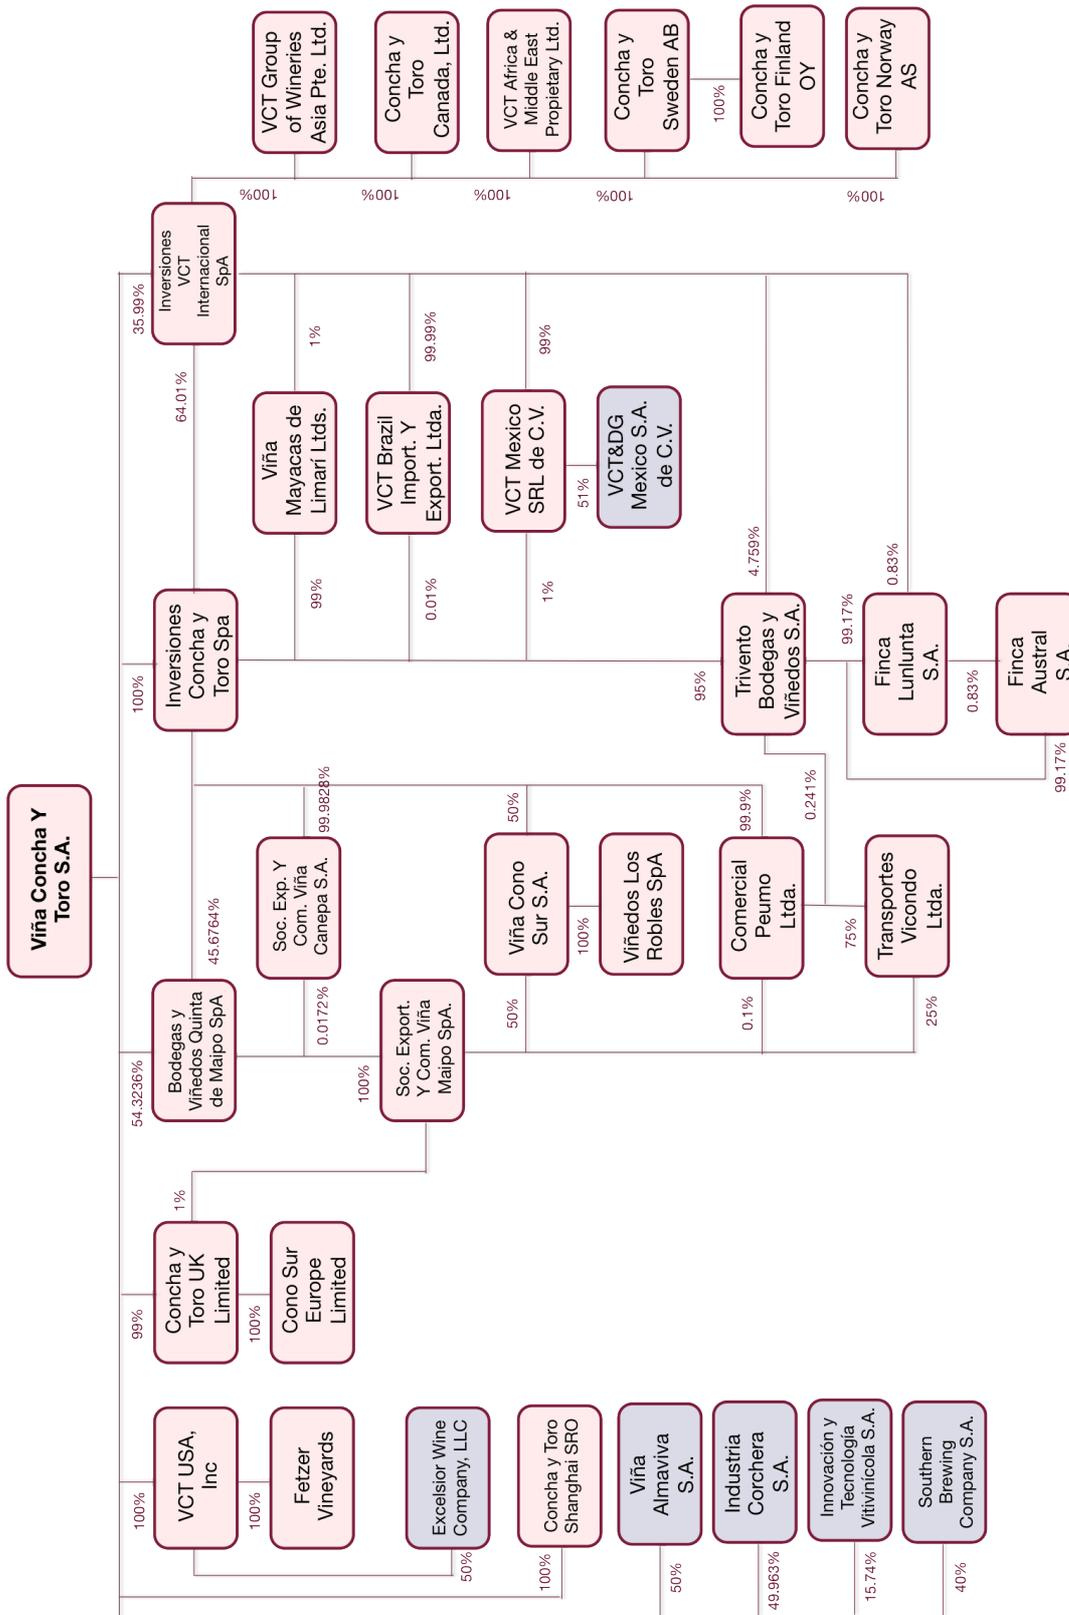 Viña Concha Y
Toro S.A.
100%
VCT USA,
Inc
100%
Fetzer
Vineyards
50%
Excelsior Wine
Company, LLC
100%
Concha y Toro
Shanghai SRO
50%
Viña
Almaviva
S.A.
49.963%
Industria
Corchera
S.A.
15.74%
Innovación y
Tecnología
Vitivinícola S.A.
40%
Southern
Brewing
Company S.A.
99%
1%
Concha y
Toro UK
Limited
100%
Cono Sur
Europe
Limited
54.3236%
45.6764%
Bodegas y
Viñedos Quinta
de Maipo SpA
0.0172%
99.9828%
Soc. Exp. Y
Com. Viña
Canepa S.A.
100%
Soc. Export.
Y Com. Viña
Maipo SpA.
50%
50%
Viña Cono
Sur S.A.
100%
Viñedos Los
Robles SpA
0.1%
99.9%
Comercial
Peumo
Ltda.
0.241%
75%
25%
Transportes
Vicondo
Ltda.
100%
Inversiones
Concha y
Toro Spa
64.01%
35.99%
Inversiones
VCT
Internacional
SpA
99%
1%
Viña
Mayacas de
Limarí Ltds.
0.01%
99.99%
VCT Brazil
Import. Y
Export. Ltda.
1%
99%
VCT Mexico
SRL de C.V.
51%
VCT&DG
Mexico S.A.
de C.V.
95%
4.759%
Trivento
Bodegas y
Viñedos S.A.
99.17%
0.83%
Finca
Lunlunta
S.A.
0.83%
99.17%
Finca
Austral
S.A.
100%
VCT Group
of Wineries
Asia Pte. Ltd.
100%
Concha y
Toro
Canada, Ltd.
100%
VCT Africa &
Middle East
Propietary Ltd.
100%
Concha y
Toro
Sweden AB
100%
Concha y
Toro Finland
OY
100%
Concha y
Toro Norway
AS